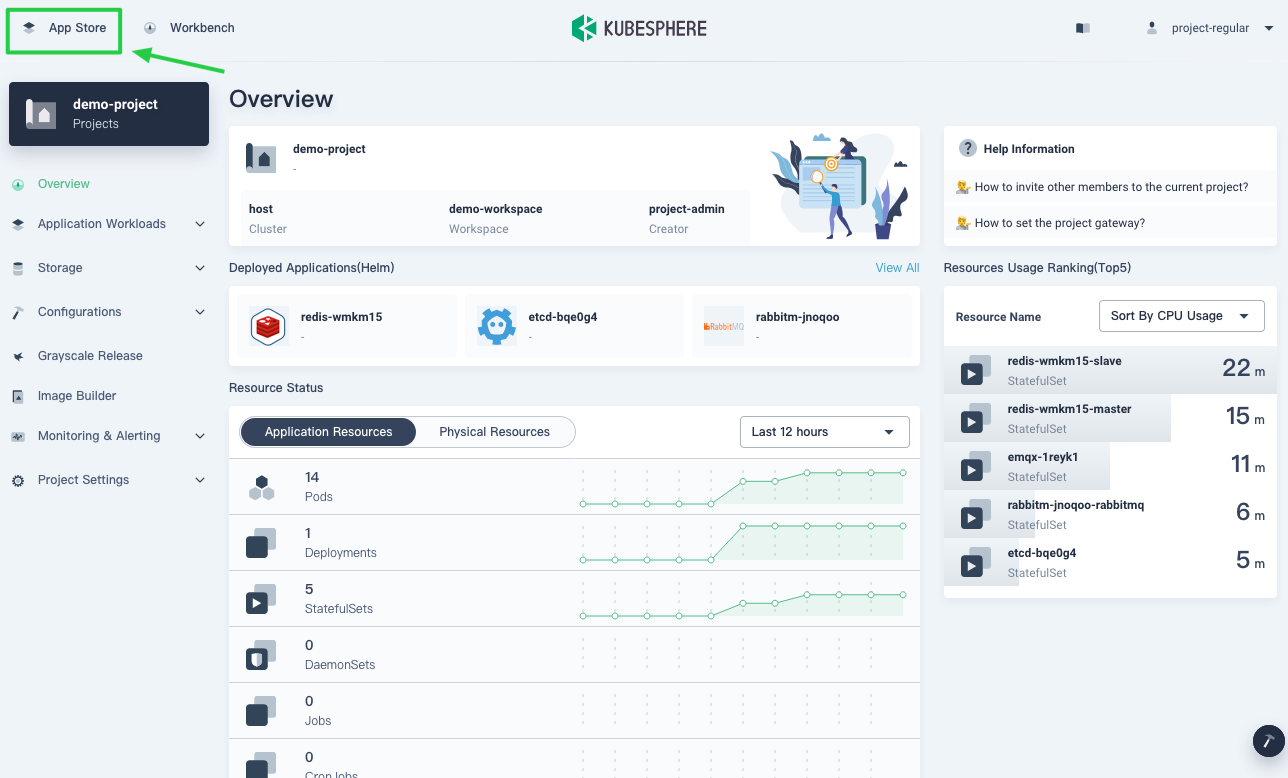 App Store
Workbench
KUBESPHERE
project-regular
demo-project
Projects
Overview
Application Workloads
Storage
Configurations
Grayscale Release
Image Builder
Monitoring & Alerting
Project Settings
Overview
demo-project
-
host
Cluster
demo-workspace
Workspace
project-admin
Creator
Deployed Applications(Helm)
View All
redis-wmkm15
-
etcd-bqe0g4
-
RabbitMQ
rabbitm-jnoqoo
-
Resource Status
Application Resources
Physical Resources
Last 12 hours
14
Pods
1
Deployments
5
StatefulSets
0
DaemonSets
0
Jobs
0
CronJobs
? Help Information
How to invite other members to the current project?
How to set the project gateway?
Resources Usage Ranking(Top5)
Resource Name
Sort By CPU Usage
redis-wmkm15-slave
StatefulSet
22 m
redis-wmkm15-master
StatefulSet
15 m
emqx-1reyk1
StatefulSet
11 m
rabbitm-jnoqoo-rabbitmq
StatefulSet
6 m
etcd-bqe0g4
StatefulSet
5 m